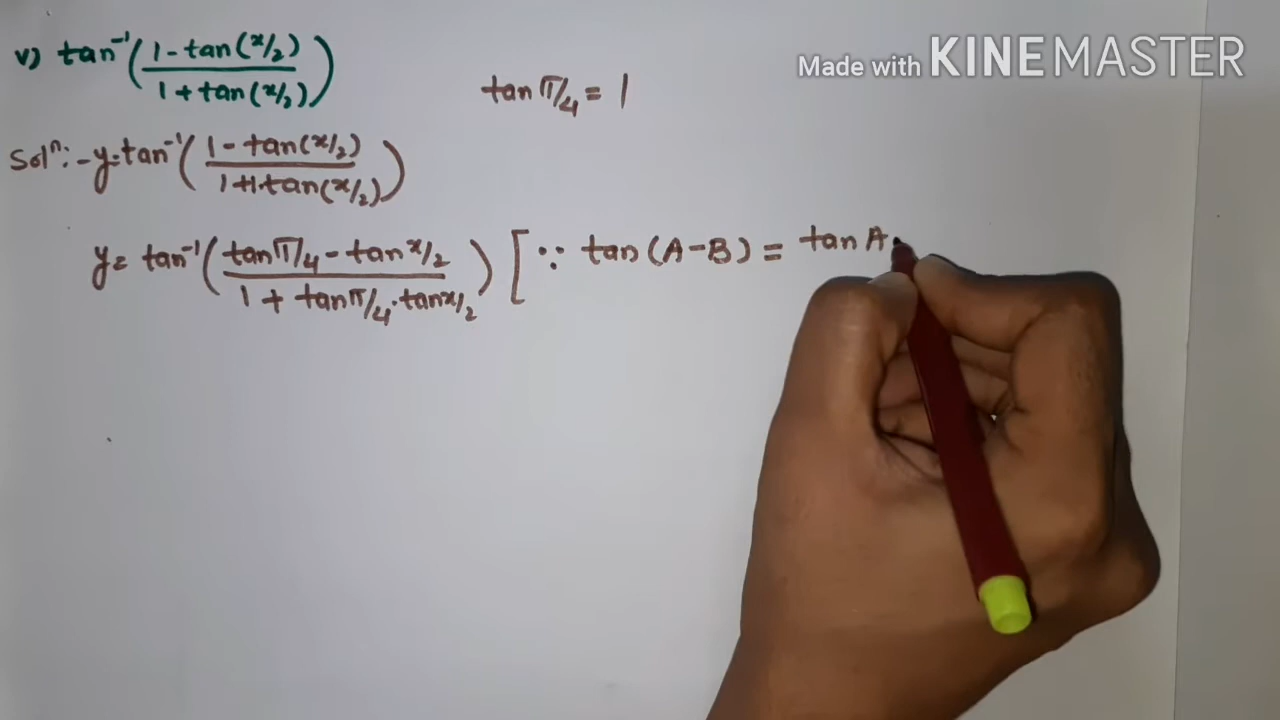 v) tan⁻¹((1 - tan(x/2))/(1 + tan(x/2)))
Made with KINEMASTER
tan π/4 = 1
Solⁿ:- y = tan⁻¹((1 - tan(x/2))/(1+1·tan(x/2)))
y = tan⁻¹((tan π/4 - tan x/2)/(1 + tan π/4 · tan x/2)) [∵ tan(A-B) = tan A